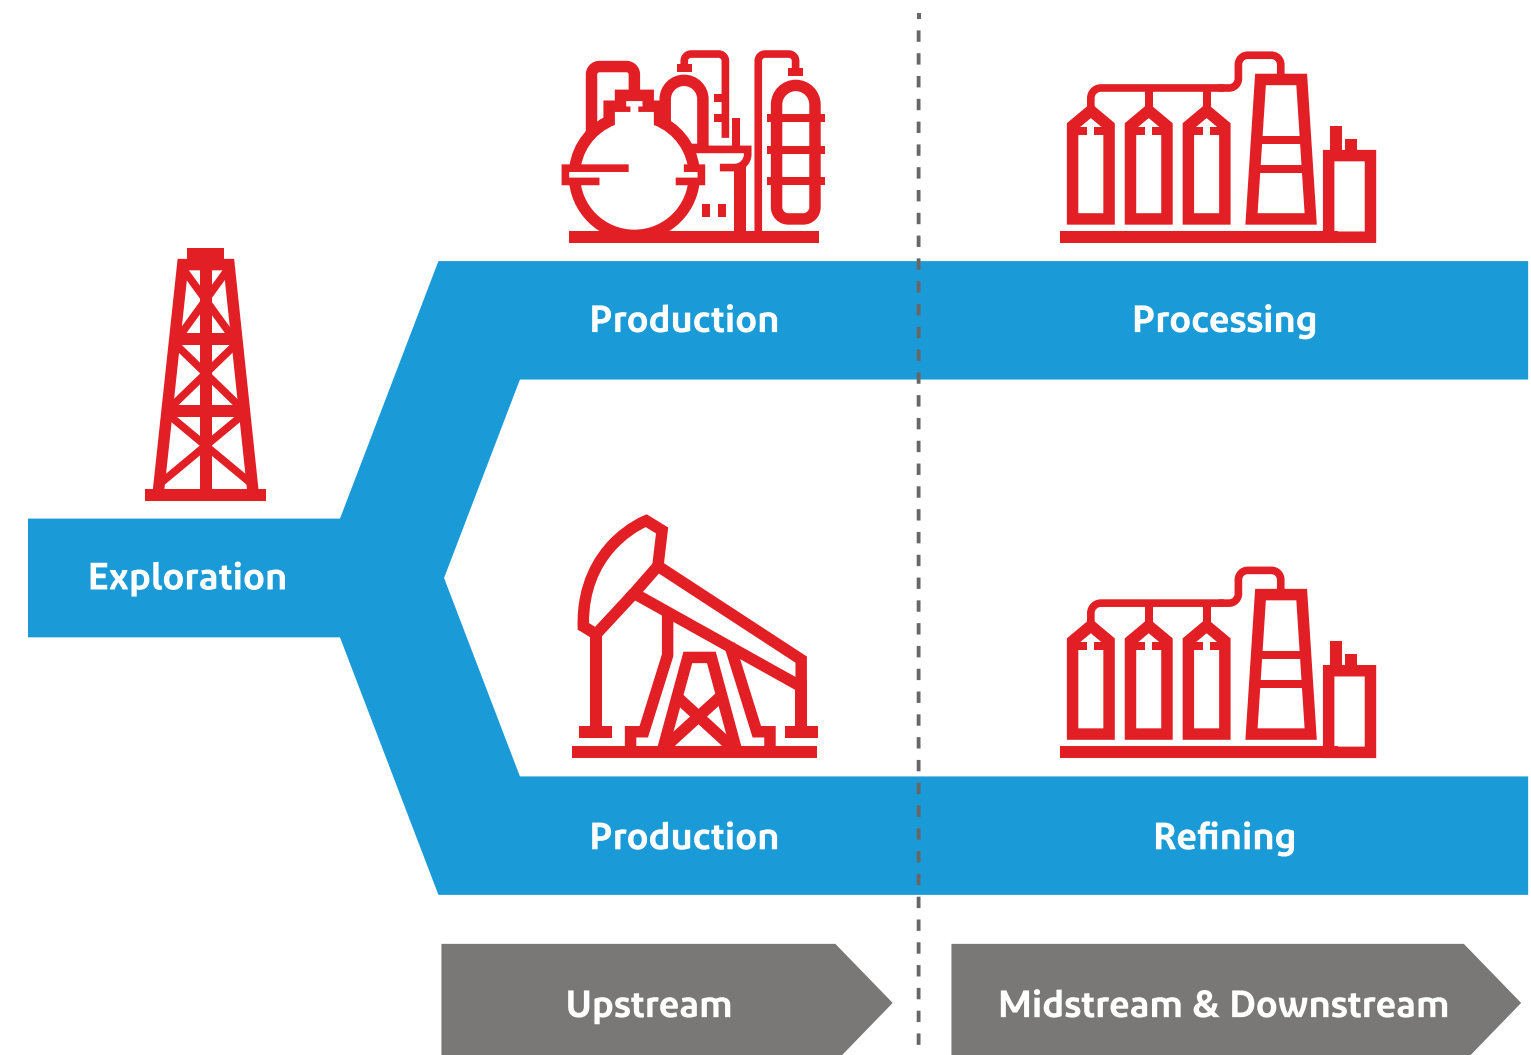 Production
Processing
Exploration
Production
Refining
Upstream
Midstream & Downstream